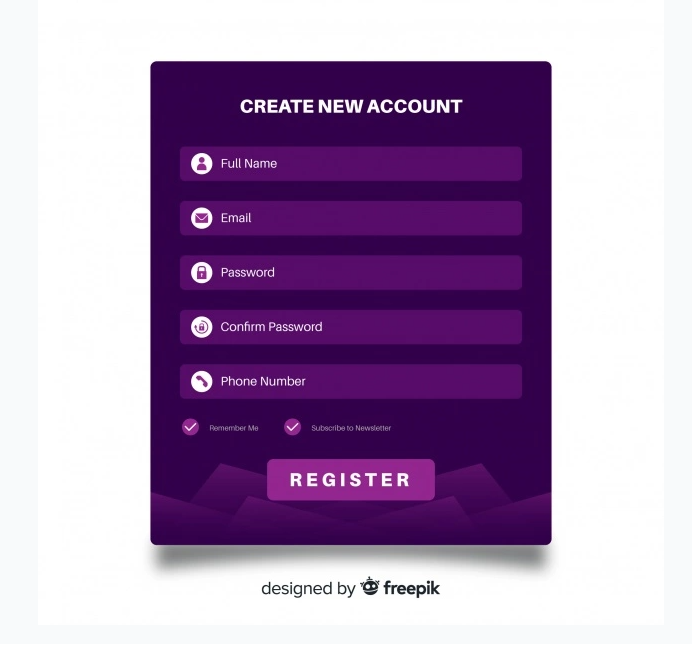 CREATE NEW ACCOUNT
Full Name
Email
Password
Confirm Password
Phone Number
Remember Me Subscribe to Newsletter
REGISTER
designed by freepik